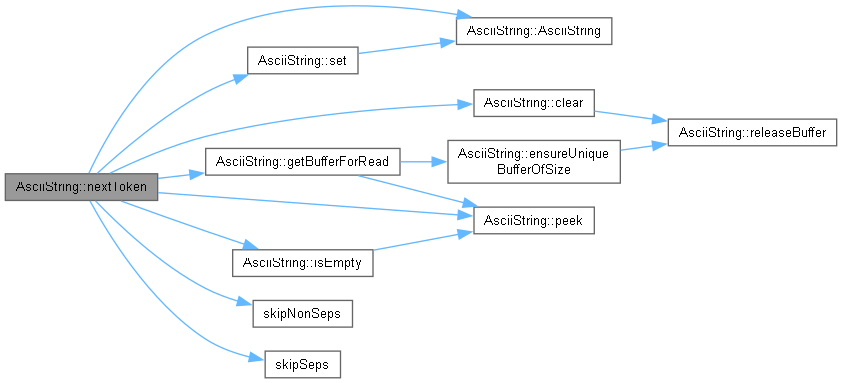 AsciiString::AsciiString
AsciiString::set
AsciiString::clear
AsciiString::releaseBuffer
AsciiString::getBufferForRead
AsciiString::ensureUnique
BufferOfSize
AsciiString::nextToken
AsciiString::peek
AsciiString::isEmpty
skipNonSeps
skipSeps